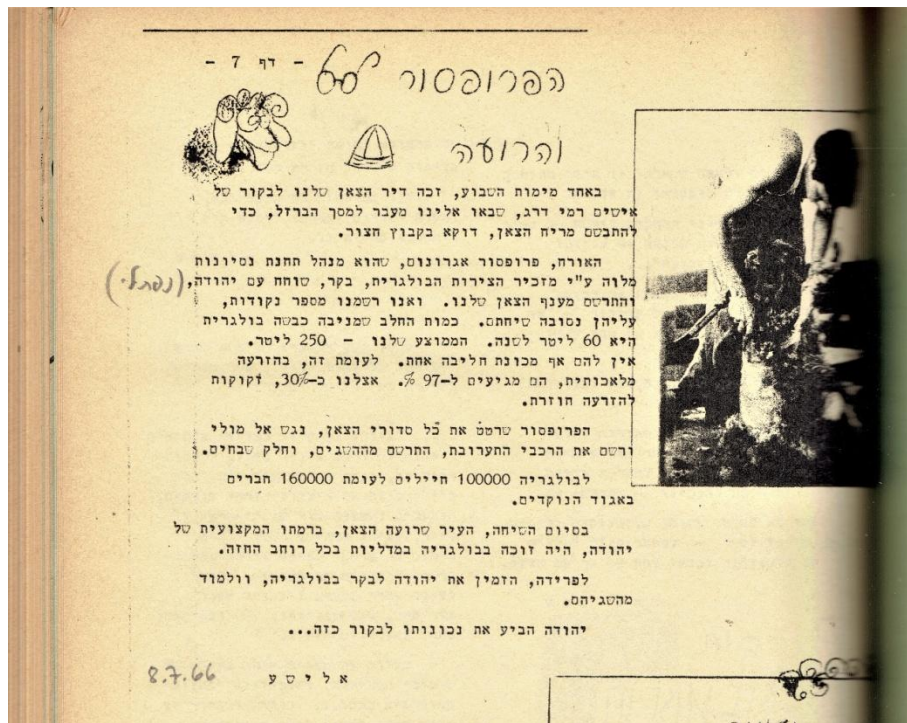 - דף 7 -
הפרופסור
והרועה
באחד מימות השבוע, זכה דיר הצאן שלנו לבקור של
אישים רמי דרג, שבאו אלינו מעבר למסך הברזל, כדי
להתבשם מריח הצאן, דוקא בקבוץ חצור.
האורח, פרופסור אגרונום, שהוא מנהל תחנת נסיונות
מלוה ע"י מזכיר הצירות הבולגרית, בקר, שוחח עם יהודה, (נפתלי)
והתרשם מענף הצאן שלנו. ואנו רשמנו מספר נקודות,
עליהן נסובה שיחתם. כמות החלב שמניבה כבשה בולגרית
היא 60 ליטר לשנה. הממוצע שלנו - 250 ליטר.
אין להם אף מכונת חליבה אחת. לעומת זה, בהזרעה
מלאכותית, הם מגיעים ל-97 %. אצלנו כ-30%, זקוקות
להזרעה חוזרת.
הפרופסור שרטט את כל סדורי הצאן, נגש אל מולי
ורשם את הרכבי התערובת, התרשם מההשגים, וחלק שבחים.
לבולגריה 100000 חיילים לעומת 160000 חברים
באגוד הנוקדים.
בסיום השיחה, העיר שרועה הצאן, ברמתו המקצועית של
יהודה, היה זוכה בבולגריה במדליות בכל רוחב החזה.
לפרידה, הזמין את יהודה לבקר בבולגריה, וולמוד
מהשגיהם.
יהודה הביע את נכונותו לבקור כזה...
אליסע
8.7.66